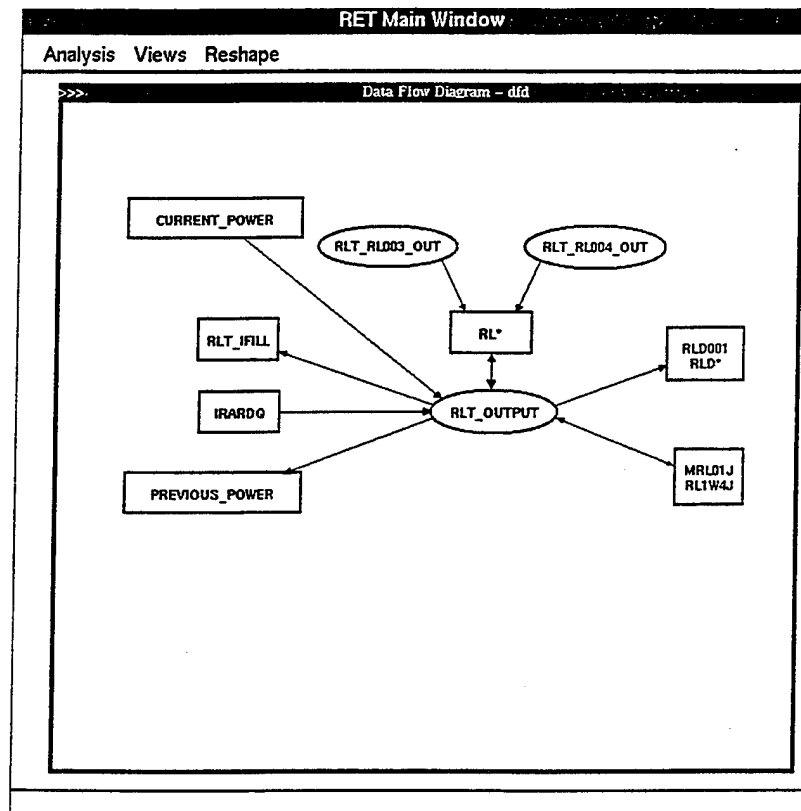 RET Main Window
Analysis Views Reshape
>>> Data Flow Diagram – dfd
CURRENT_POWER
RLT_RL003_OUT
RLT_RL004_OUT
RL*
RLT_IFILL
RLD001
RLD*
IRARDQ
RLT_OUTPUT
MRL01J
RL1W4J
PREVIOUS_POWER